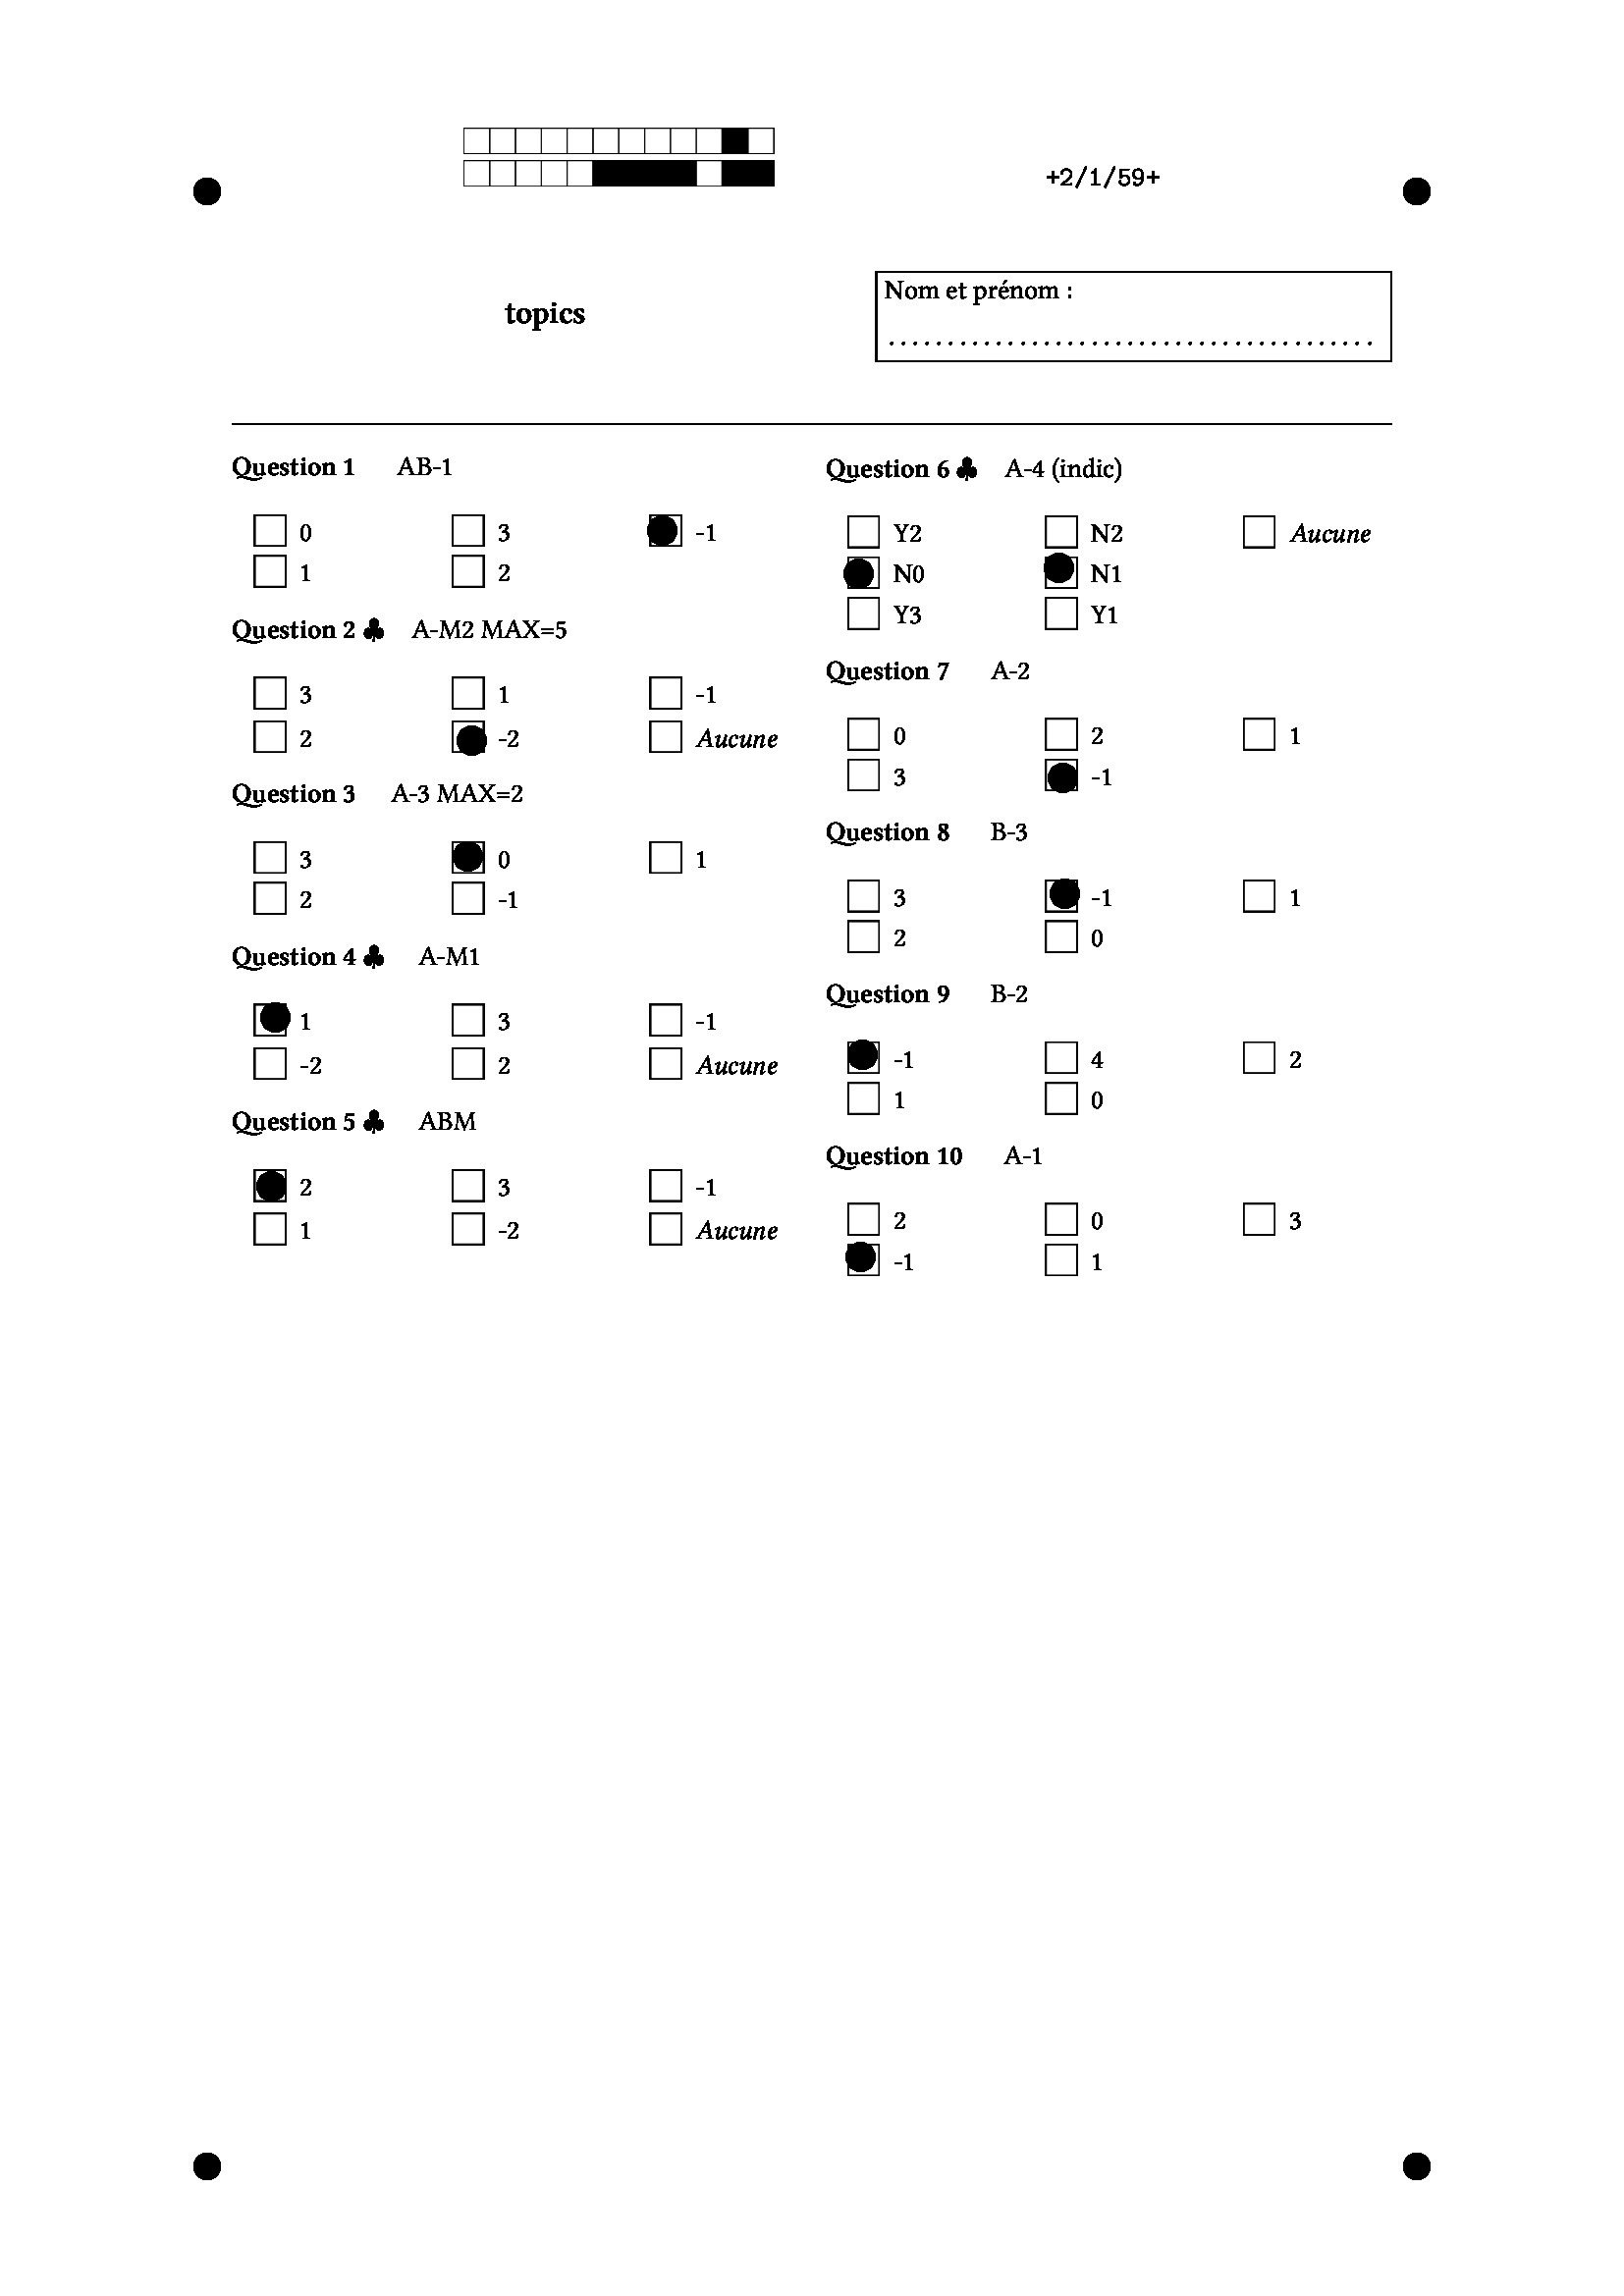 +2/1/59+
topics
Nom et prénom :
......................................
Question 1 AB-1
0 3 -1
1 2
Question 2 ♣ A-M2 MAX=5
3 1 -1
2 -2 Aucune
Question 3 A-3 MAX=2
3 0 1
2 -1
Question 4 ♣ A-M1
1 3 -1
-2 2 Aucune
Question 5 ♣ ABM
2 3 -1
1 -2 Aucune
Question 6 ♣ A-4 (indic)
Y2 N2 Aucune
N0 N1
Y3 Y1
Question 7 A-2
0 2 1
3 -1
Question 8 B-3
3 -1 1
2 0
Question 9 B-2
-1 4 2
1 0
Question 10 A-1
2 0 3
-1 1